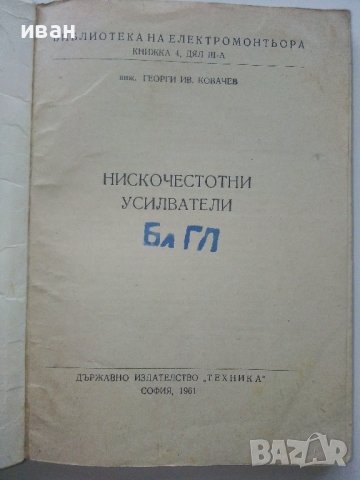 иван
БИБЛИОТЕКА НА ЕЛЕКТРОМОНТЬОРА
КНИЖКА 4, ДЯЛ III-А
инж. ГЕОРГИ ИВ. КОВАЧЕВ
НИСКОЧЕСТОТНИ
УСИЛВАТЕЛИ
Бл ГЛ
ДЪРЖАВНО ИЗДАТЕЛСТВО „ТЕХНИКА"
СОФИЯ, 1961
BAZAR